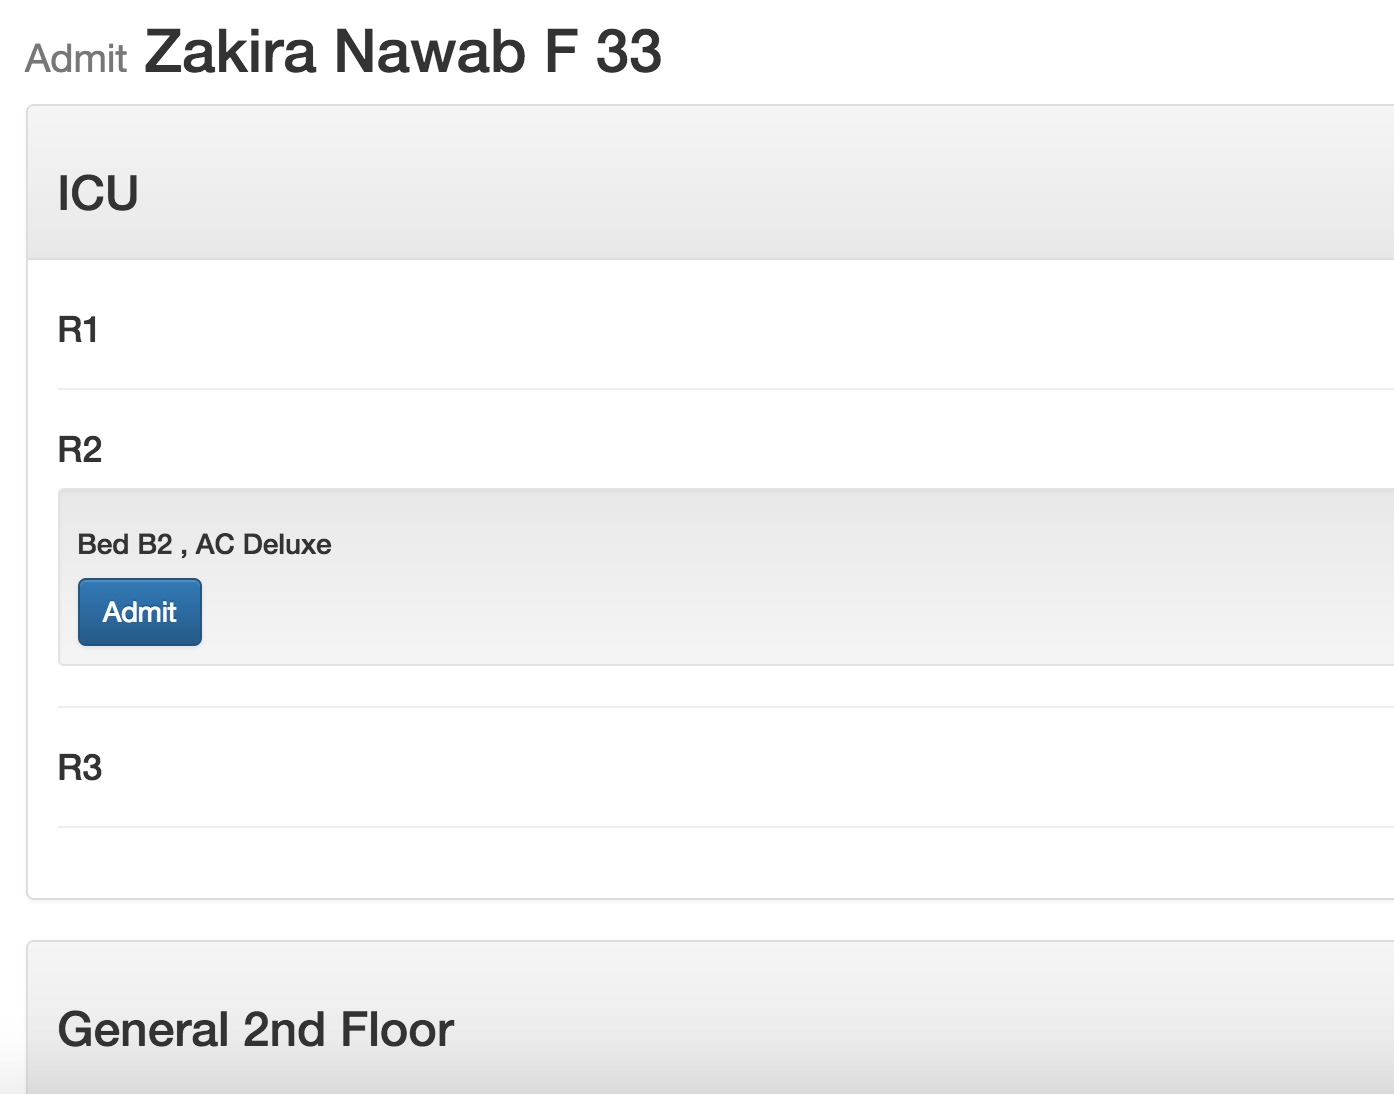 Admit Zakira Nawab F 33
ICU
R1
R2
Bed B2 , AC Deluxe
Admit
R3
General 2nd Floor